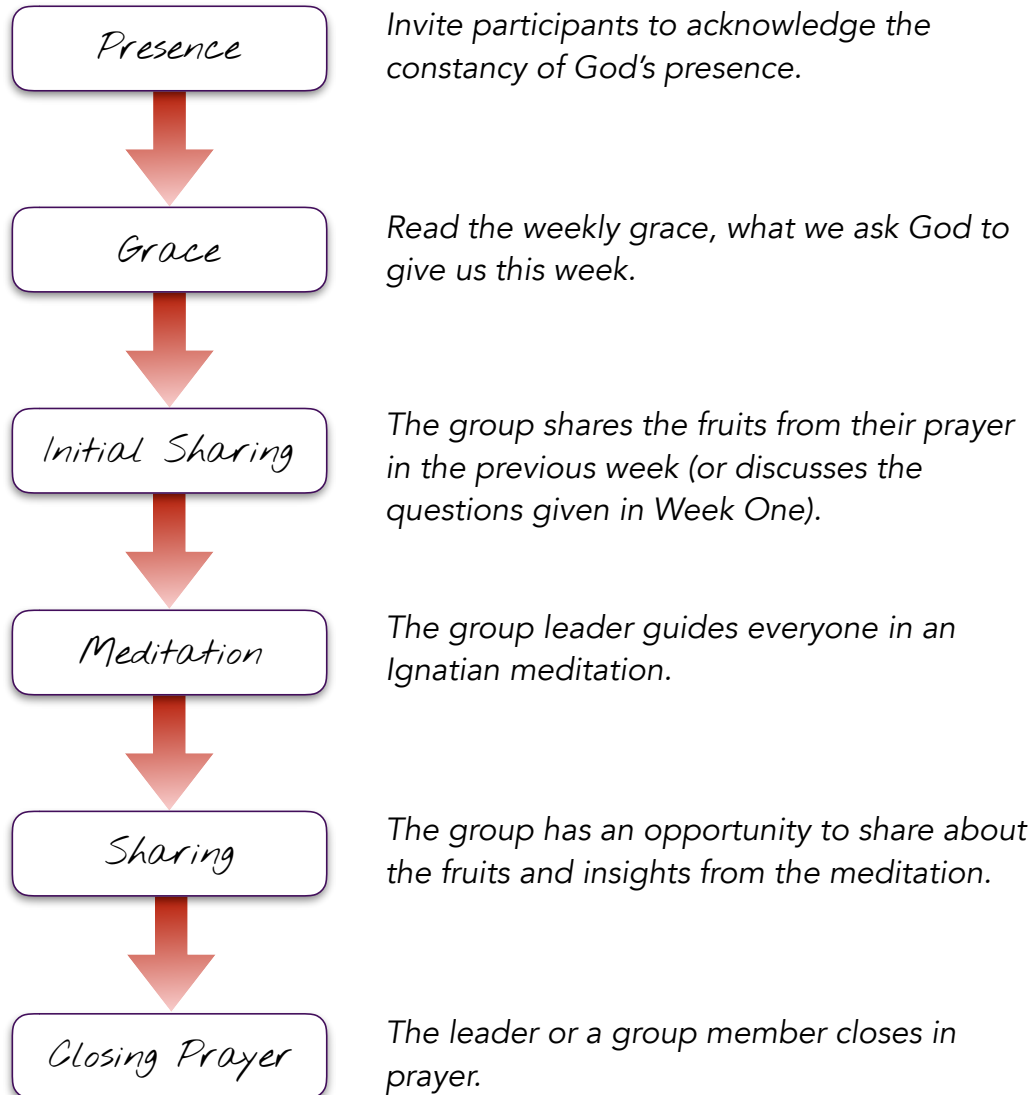 Presence
Invite participants to acknowledge the
constancy of God’s presence.
Grace
Read the weekly grace, what we ask God to
give us this week.
Initial Sharing
The group shares the fruits from their prayer
in the previous week (or discusses the
questions given in Week One).
Meditation
The group leader guides everyone in an
Ignatian meditation.
Sharing
The group has an opportunity to share about
the fruits and insights from the meditation.
Closing Prayer
The leader or a group member closes in
prayer.